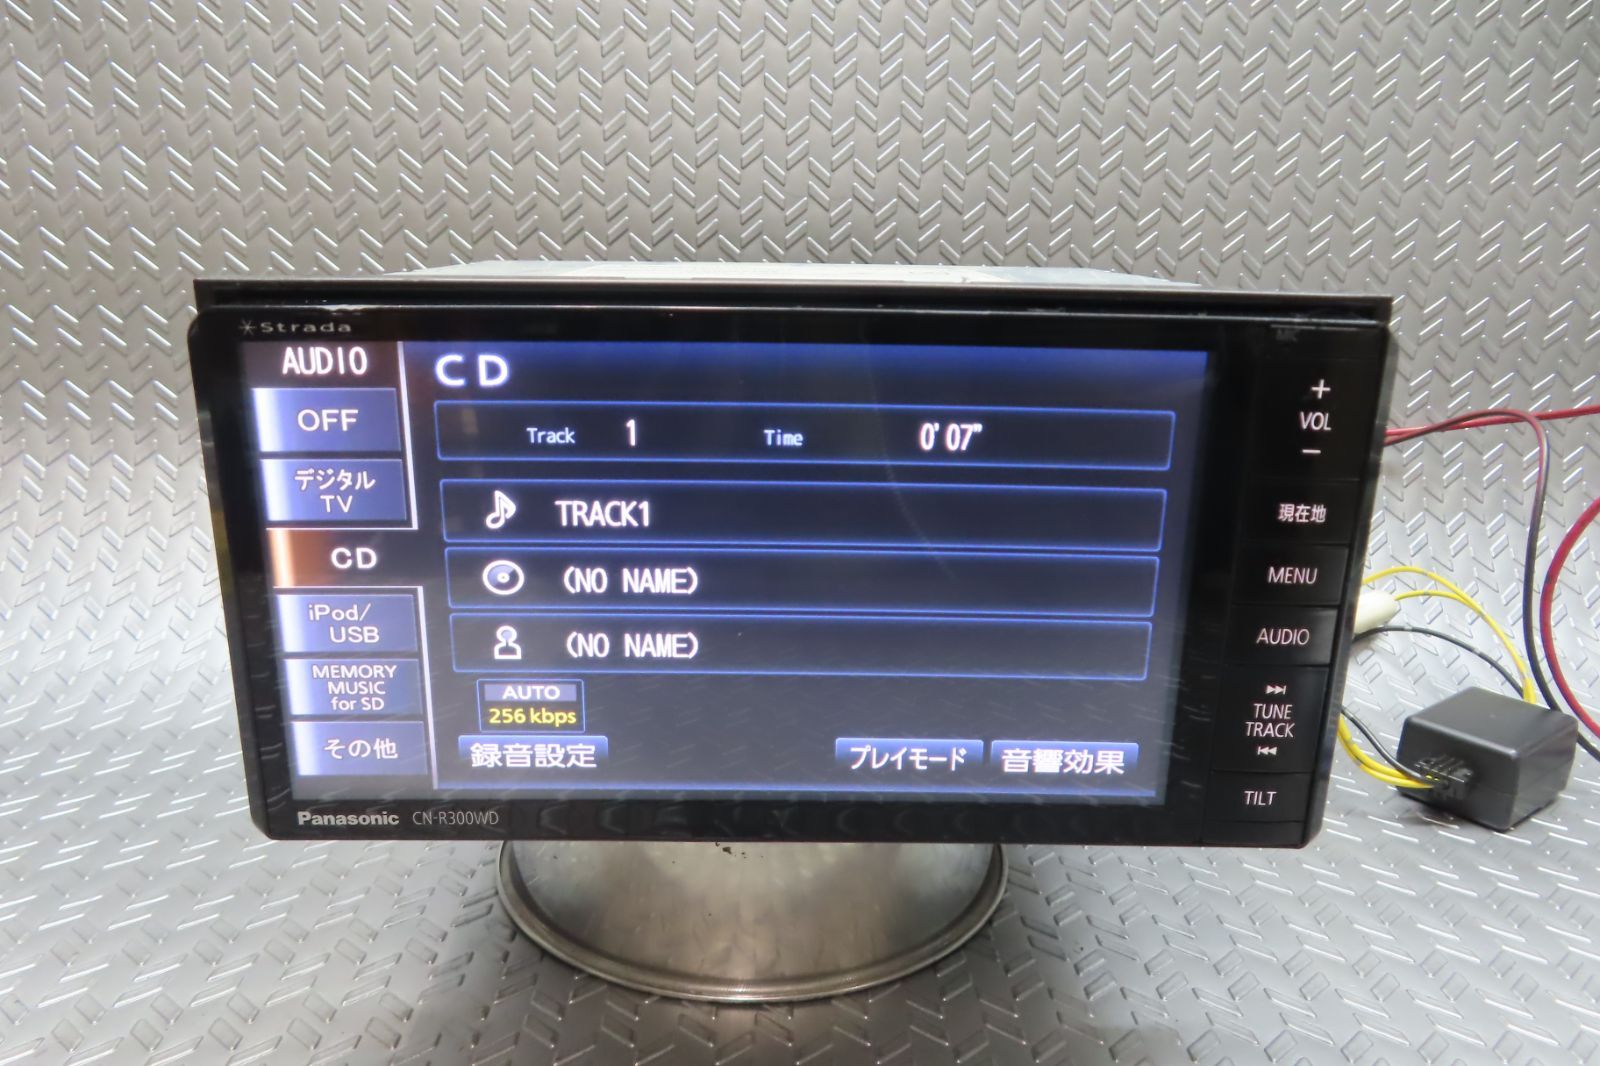 Strada
AUDIO
OFF
デジタル
TV
CD
iPod/
USB
MEMORY
MUSIC
for SD
その他
CD
Track 1 Time 0'07"
TRACK1
(NO NAME)
(NO NAME)
AUTO
256 kbps
録音設定
プレイモード
音響効果
+
VOL
−
現在地
MENU
AUDIO
TUNE
TRACK
TILT
Panasonic CN-R300WD